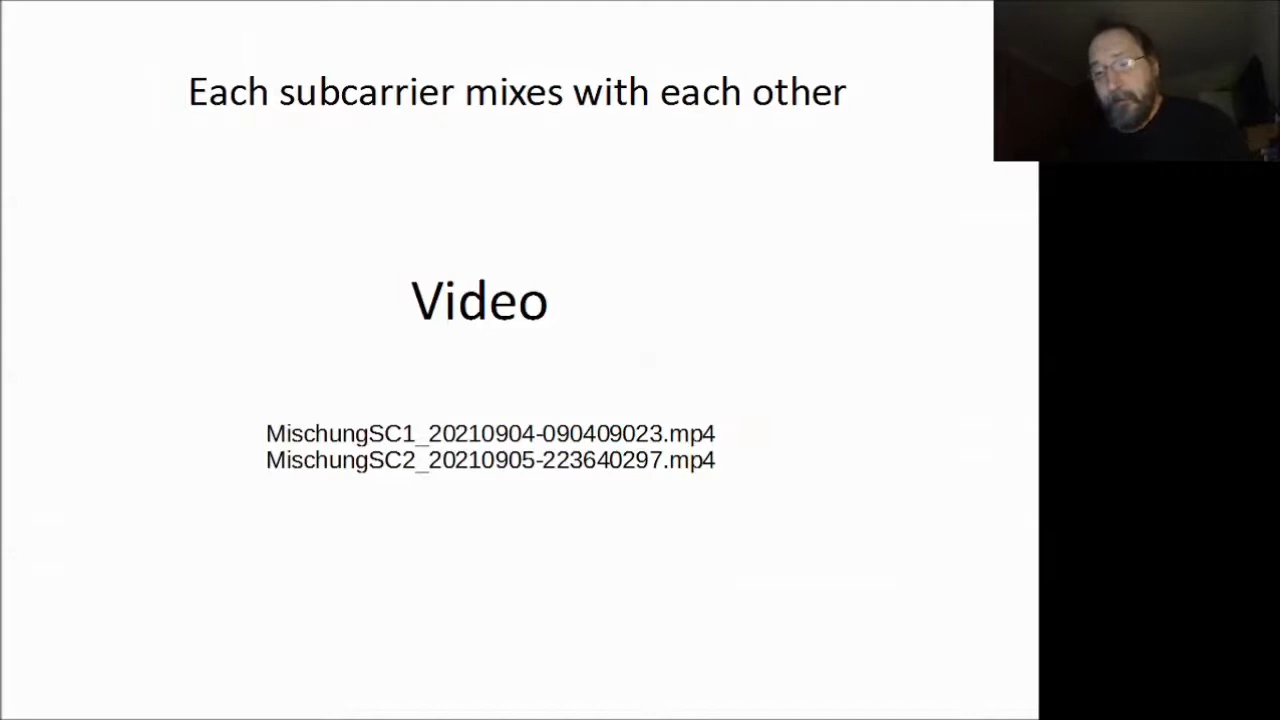 Each subcarrier mixes with each other
Video
MischungSC1_20210904-090409023.mp4
MischungSC2_20210905-223640297.mp4